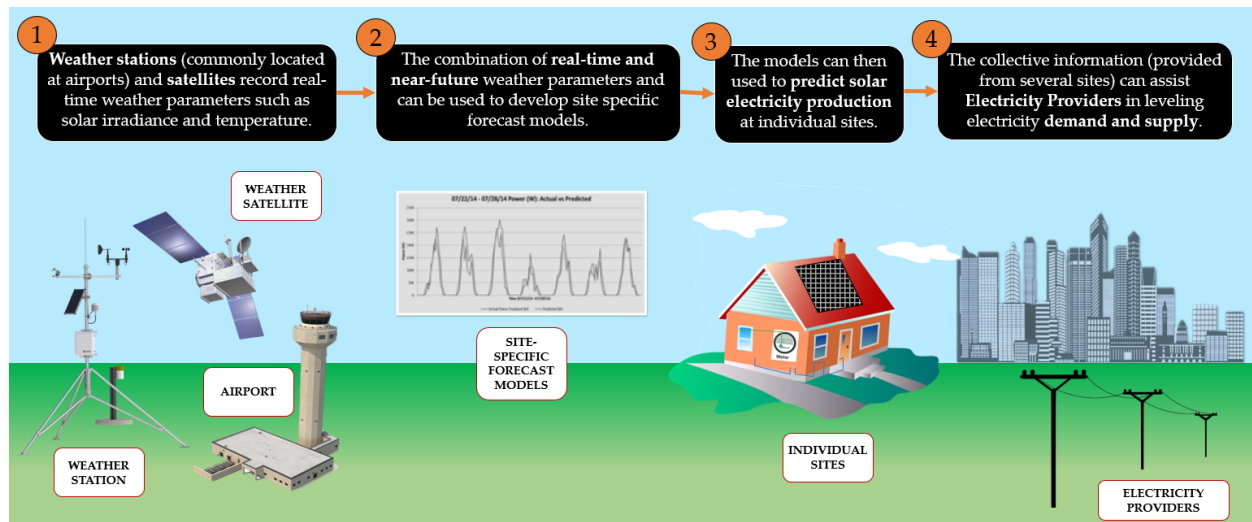 1
Weather stations (commonly located
at airports) and satellites record real-
time weather parameters such as
solar irradiance and temperature.
2
The combination of real-time and
near-future weather parameters and
can be used to develop site specific
forecast models.
3
The models can then
used to predict solar
electricity production
at individual sites.
4
The collective information (provided
from several sites) can assist
Electricity Providers in leveling
electricity demand and supply.
WEATHER
SATELLITE
07/22/14 - 07/28/14 Power (W): Actual vs Predicted
SITE-
SPECIFIC
FORECAST
MODELS
Meter
AIRPORT
WEATHER
STATION
INDIVIDUAL
SITES
ELECTRICITY
PROVIDERS